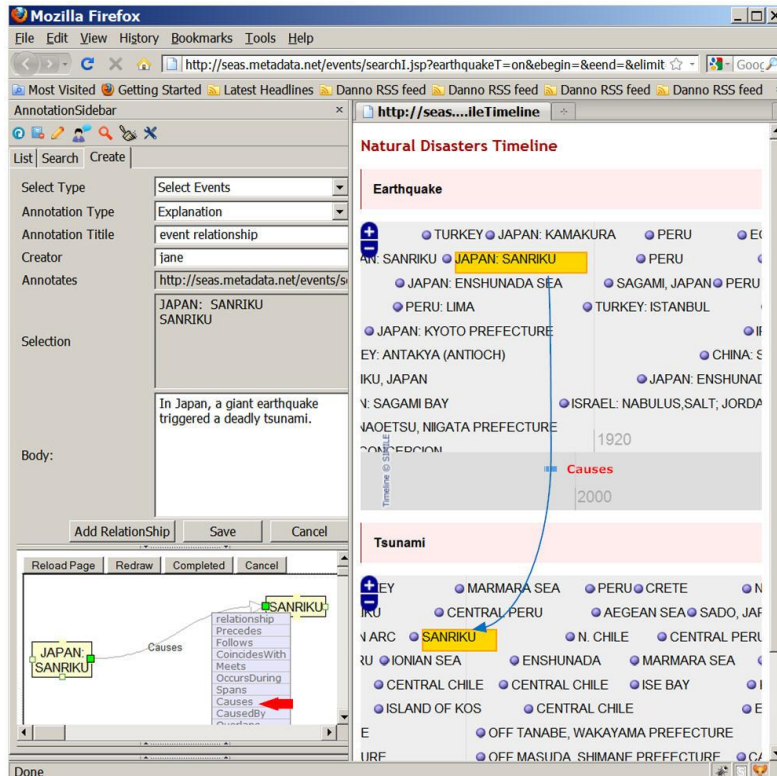 Mozilla Firefox
File Edit View History Bookmarks Tools Help
http://seas.metadata.net/events/searchI.jsp?earthquakeT=on&ebegin=&eend=&elimit
Most Visited Getting Started Latest Headlines Danno RSS feed Danno RSS feed Danno RSS feed Danno RSS feed
AnnotationSidebar ×
List Search Create
Select Type Select Events
Annotation Type Explanation
Annotation Titile event relationship
Creator jane
Annotates http://seas.metadata.net/events/s
Selection
JAPAN: SANRIKU
SANRIKU
Body:
In Japan, a giant earthquake
triggered a deadly tsunami.
Add RelationShip Save Cancel
Reload Page Redraw Completed Cancel
JAPAN:
SANRIKU
Causes
SANRIKU
relationship
Precedes
Follows
CoincidesWith
Meets
OccursDuring
Spans
Causes
CausedBy
Done
http://seas....ileTimeline
Natural Disasters Timeline
Earthquake
TURKEY JAPAN: KAMAKURA PERU
SANRIKU JAPAN: SANRIKU PERU
JAPAN: ENSHUNADA SEA SAGAMI, JAPAN PERU
PERU: LIMA TURKEY: ISTANBUL
JAPAN: KYOTO PREFECTURE
EY: ANTAKYA (ANTIOCH) CHINA: S
IKU, JAPAN JAPAN: ENSHUNAD
N: SAGAMI BAY ISRAEL: NABULUS,SALT; JORDA
NAOETSU, NIIGATA PREFECTURE
1920
Timeline © SIMILE
Causes
2000
Tsunami
EY MARMARA SEA PERU CRETE N
IKU CENTRAL PERU AEGEAN SEA SADO, JAP
N ARC SANRIKU N. CHILE CENTRAL PERU
RU IONIAN SEA ENSHUNADA MARMARA SEA
CENTRAL CHILE CENTRAL CHILE ISE BAY
ISLAND OF KOS CENTRAL CHILE E
E OFF TANABE, WAKAYAMA PREFECTURE
URE OFF MASUDA, SHIMANE PREFECTURE